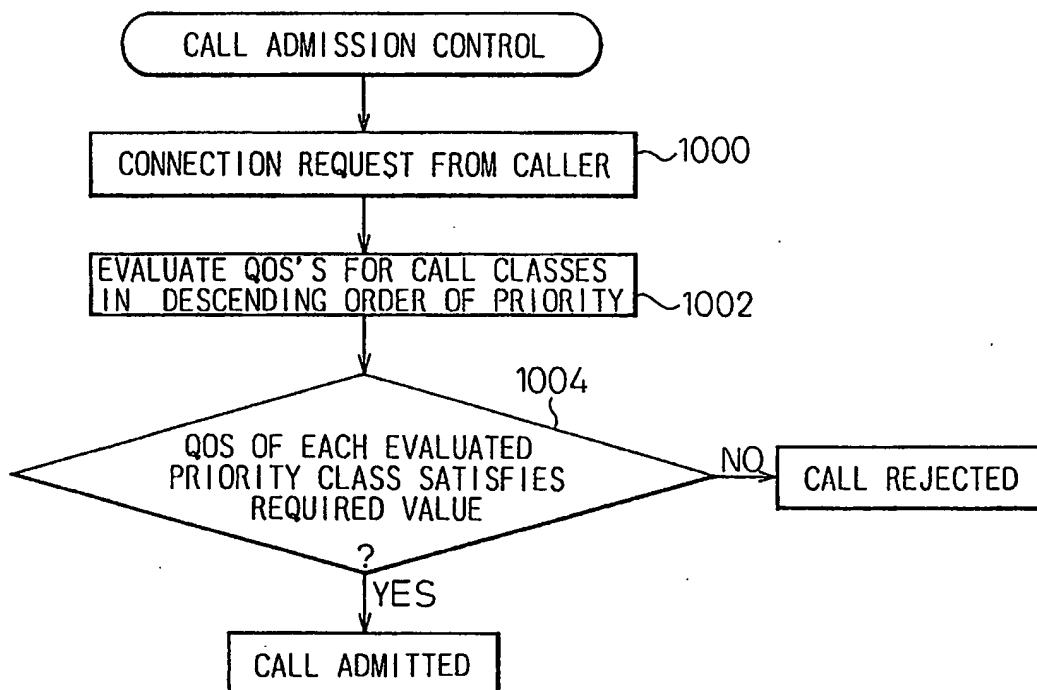 CALL ADMISSION CONTROL
CONNECTION REQUEST FROM CALLER
1000
EVALUATE QOS'S FOR CALL CLASSES
IN DESCENDING ORDER OF PRIORITY
1002
1004
QOS OF EACH EVALUATED
PRIORITY CLASS SATISFIES
REQUIRED VALUE
?
NO
CALL REJECTED
YES
CALL ADMITTED